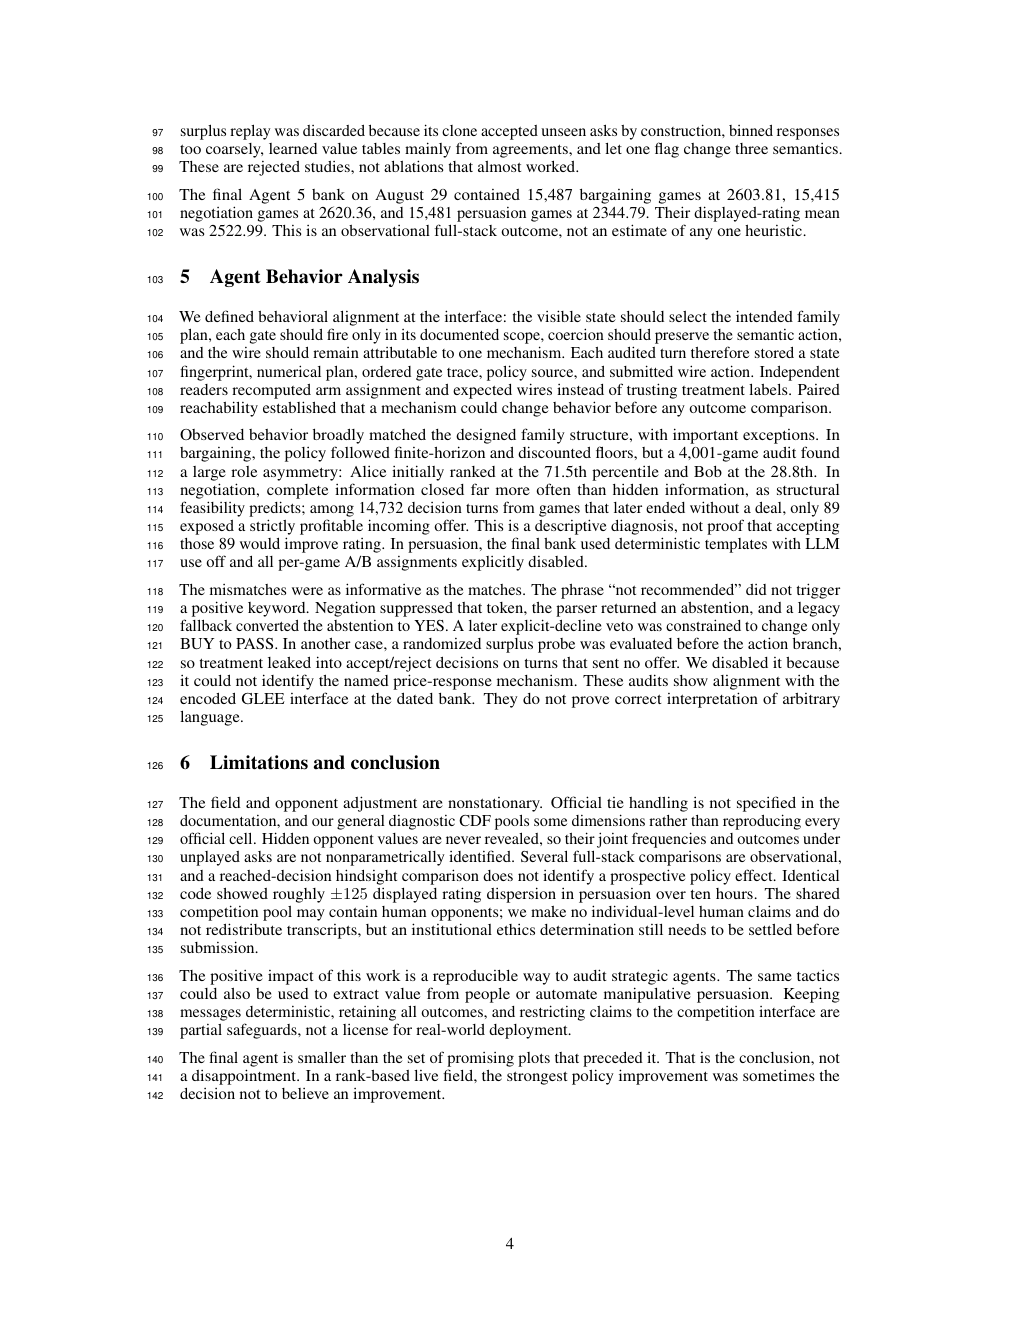 97 surplus replay was discarded because its clone accepted unseen asks by construction, binned responses
98 too coarsely, learned value tables mainly from agreements, and let one flag change three semantics.
99 These are rejected studies, not ablations that almost worked.
100 The final Agent 5 bank on August 29 contained 15,487 bargaining games at 2603.81, 15,415
101 negotiation games at 2620.36, and 15,481 persuasion games at 2344.79. Their displayed-rating mean
102 was 2522.99. This is an observational full-stack outcome, not an estimate of any one heuristic.
103 5 Agent Behavior Analysis
104 We defined behavioral alignment at the interface: the visible state should select the intended family
105 plan, each gate should fire only in its documented scope, coercion should preserve the semantic action,
106 and the wire should remain attributable to one mechanism. Each audited turn therefore stored a state
107 fingerprint, numerical plan, ordered gate trace, policy source, and submitted wire action. Independent
108 readers recomputed arm assignment and expected wires instead of trusting treatment labels. Paired
109 reachability established that a mechanism could change behavior before any outcome comparison.
110 Observed behavior broadly matched the designed family structure, with important exceptions. In
111 bargaining, the policy followed finite-horizon and discounted floors, but a 4,001-game audit found
112 a large role asymmetry: Alice initially ranked at the 71.5th percentile and Bob at the 28.8th. In
113 negotiation, complete information closed far more often than hidden information, as structural
114 feasibility predicts; among 14,732 decision turns from games that later ended without a deal, only 89
115 exposed a strictly profitable incoming offer. This is a descriptive diagnosis, not proof that accepting
116 those 89 would improve rating. In persuasion, the final bank used deterministic templates with LLM
117 use off and all per-game A/B assignments explicitly disabled.
118 The mismatches were as informative as the matches. The phrase “not recommended” did not trigger
119 a positive keyword. Negation suppressed that token, the parser returned an abstention, and a legacy
120 fallback converted the abstention to YES. A later explicit-decline veto was constrained to change only
121 BUY to PASS. In another case, a randomized surplus probe was evaluated before the action branch,
122 so treatment leaked into accept/reject decisions on turns that sent no offer. We disabled it because
123 it could not identify the named price-response mechanism. These audits show alignment with the
124 encoded GLEE interface at the dated bank. They do not prove correct interpretation of arbitrary
125 language.
126 6 Limitations and conclusion
127 The field and opponent adjustment are nonstationary. Official tie handling is not specified in the
128 documentation, and our general diagnostic CDF pools some dimensions rather than reproducing every
129 official cell. Hidden opponent values are never revealed, so their joint frequencies and outcomes under
130 unplayed asks are not nonparametrically identified. Several full-stack comparisons are observational,
131 and a reached-decision hindsight comparison does not identify a prospective policy effect. Identical
132 code showed roughly ±125 displayed rating dispersion in persuasion over ten hours. The shared
133 competition pool may contain human opponents; we make no individual-level human claims and do
134 not redistribute transcripts, but an institutional ethics determination still needs to be settled before
135 submission.
136 The positive impact of this work is a reproducible way to audit strategic agents. The same tactics
137 could also be used to extract value from people or automate manipulative persuasion. Keeping
138 messages deterministic, retaining all outcomes, and restricting claims to the competition interface are
139 partial safeguards, not a license for real-world deployment.
140 The final agent is smaller than the set of promising plots that preceded it. That is the conclusion, not
141 a disappointment. In a rank-based live field, the strongest policy improvement was sometimes the
142 decision not to believe an improvement.
4